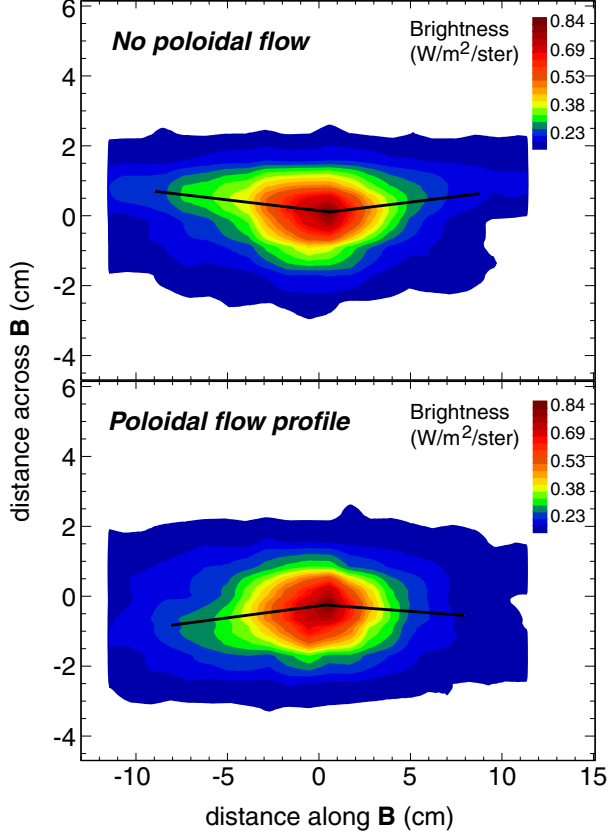 6
4
2
0
-2
-4
No poloidal flow
Brightness
(W/m²/ster)
0.84
0.69
0.53
0.38
0.23
distance across B (cm)
6
4
2
0
-2
-4
Poloidal flow profile
Brightness
(W/m²/ster)
0.84
0.69
0.53
0.38
0.23
-10 -5 0 5 10 15
distance along B (cm)